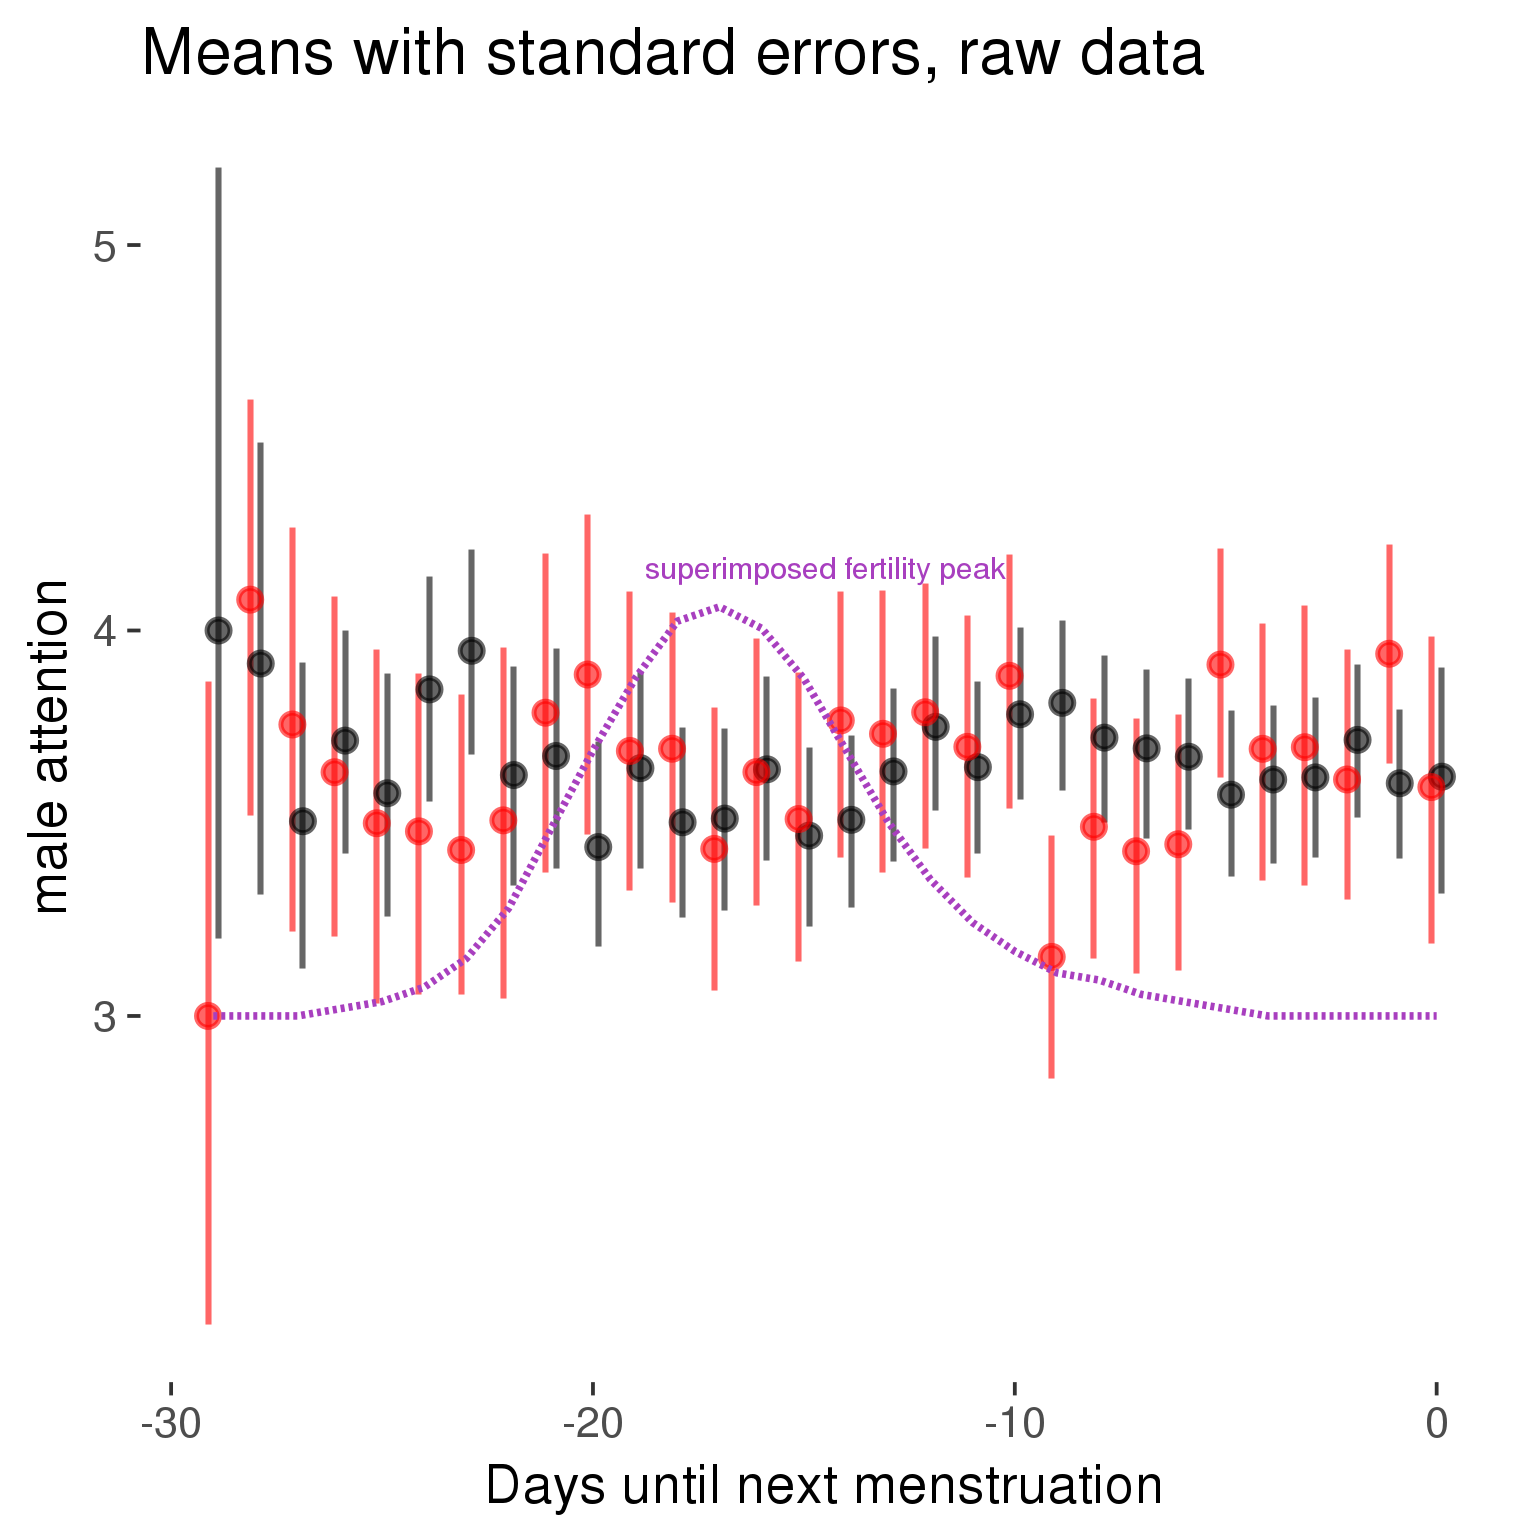 Means with standard errors, raw data
5
superimposed fertility peak
4
male attention
3
-30
-20
-10
0
Days until next menstruation